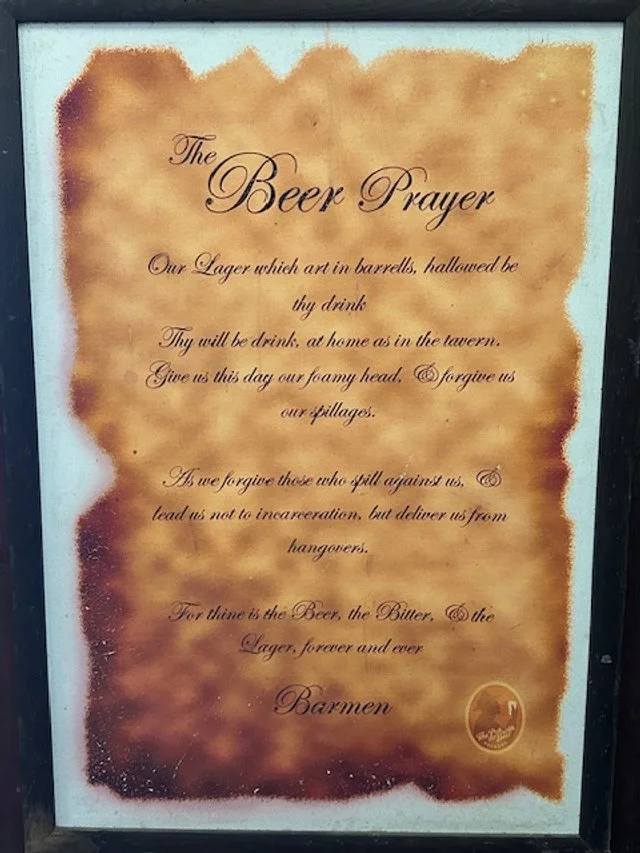 The
Beer Prayer
Our Lager which art in barrells, hallowed be
thy drink
Thy will be drink, at home as in the tavern.
Give us this day our foamy head, & forgive us
our spillages.
As we forgive those who spill against us, &
lead us not to incarceration, but deliver us from
hangovers.
For thine is the Beer, the Bitter, & the
Lager, forever and ever
Barmen